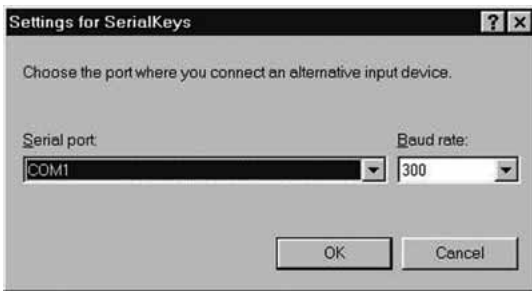 Settings for SerialKeys
Choose the port where you connect an alternative input device.
Serial port:
Baud rate:
COM1
300
OK
Cancel